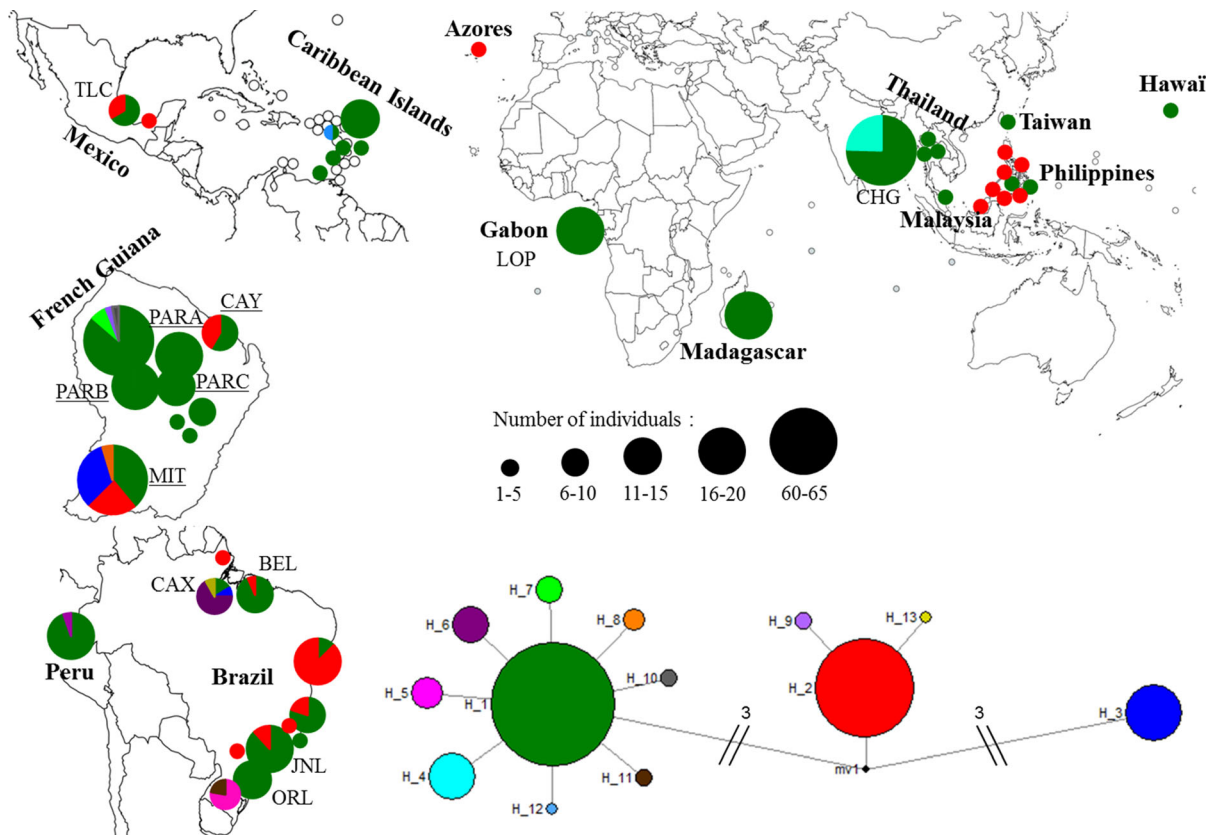 Azores
Caribbean Islands
TLC
Mexico
Thailand
Hawaï
Taiwan
Philippines
CHG
Malaysia
Gabon
LOP
Madagascar
French Guiana
PARA
CAY
PARB
PARC
MIT
Number of individuals :
1-5 6-10 11-15 16-20 60-65
CAX
BEL
Peru
Brazil
JNL
ORL
H_7
H_6
H_8
H_5
H_1
H_10
H_4
H_11
H_12
H_9
H_13
H_2
3
3
H_3
mv1